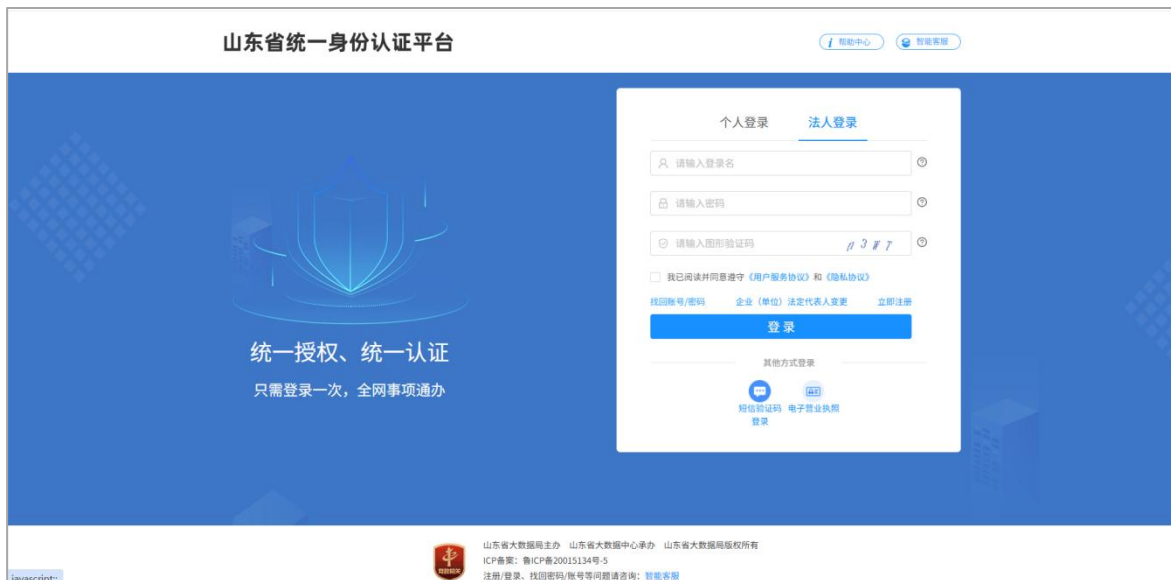 山东省统一身份认证平台
帮助中心
智能客服
个人登录 法人登录
请输入登录名
请输入密码
请输入图形验证码
我已阅读并同意遵守《用户服务协议》和《隐私协议》
找回账号/密码 企业（单位）法定代表人变更 立即注册
登录
其他方式登录
短信验证码
登录
电子营业执照
统一授权、统一认证
只需登录一次，全网事项通办
山东省大数据局主办 山东省大数据中心承办 山东省大数据局版权所有
ICP备案：鲁ICP备20015134号-5
注册/登录、找回密码/账号等问题请咨询：智能客服
党政机关
javascript:;